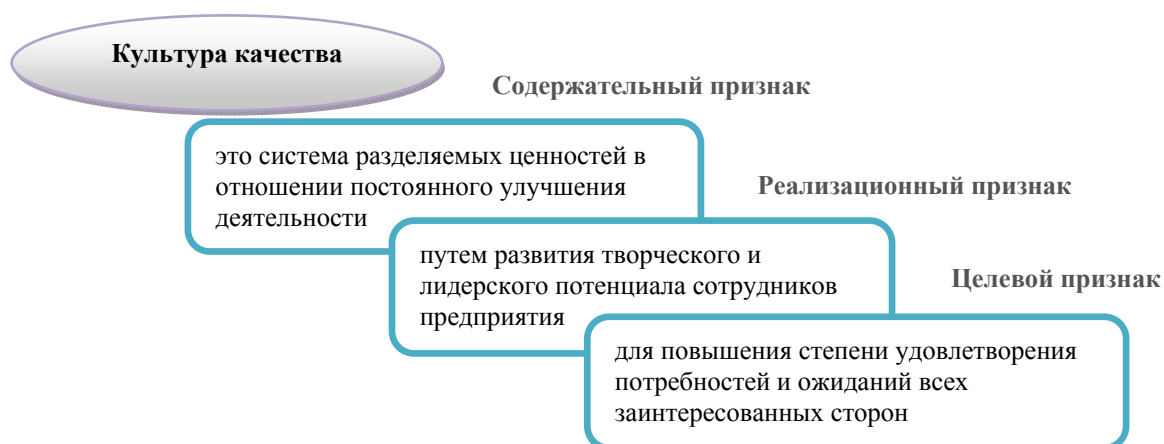 Культура качества
Содержательный признак
это система разделяемых ценностей в
отношении постоянного улучшения
деятельности
Реализационный признак
путем развития творческого и
лидерского потенциала сотрудников
предприятия
Целевой признак
для повышения степени удовлетворения
потребностей и ожиданий всех
заинтересованных сторон